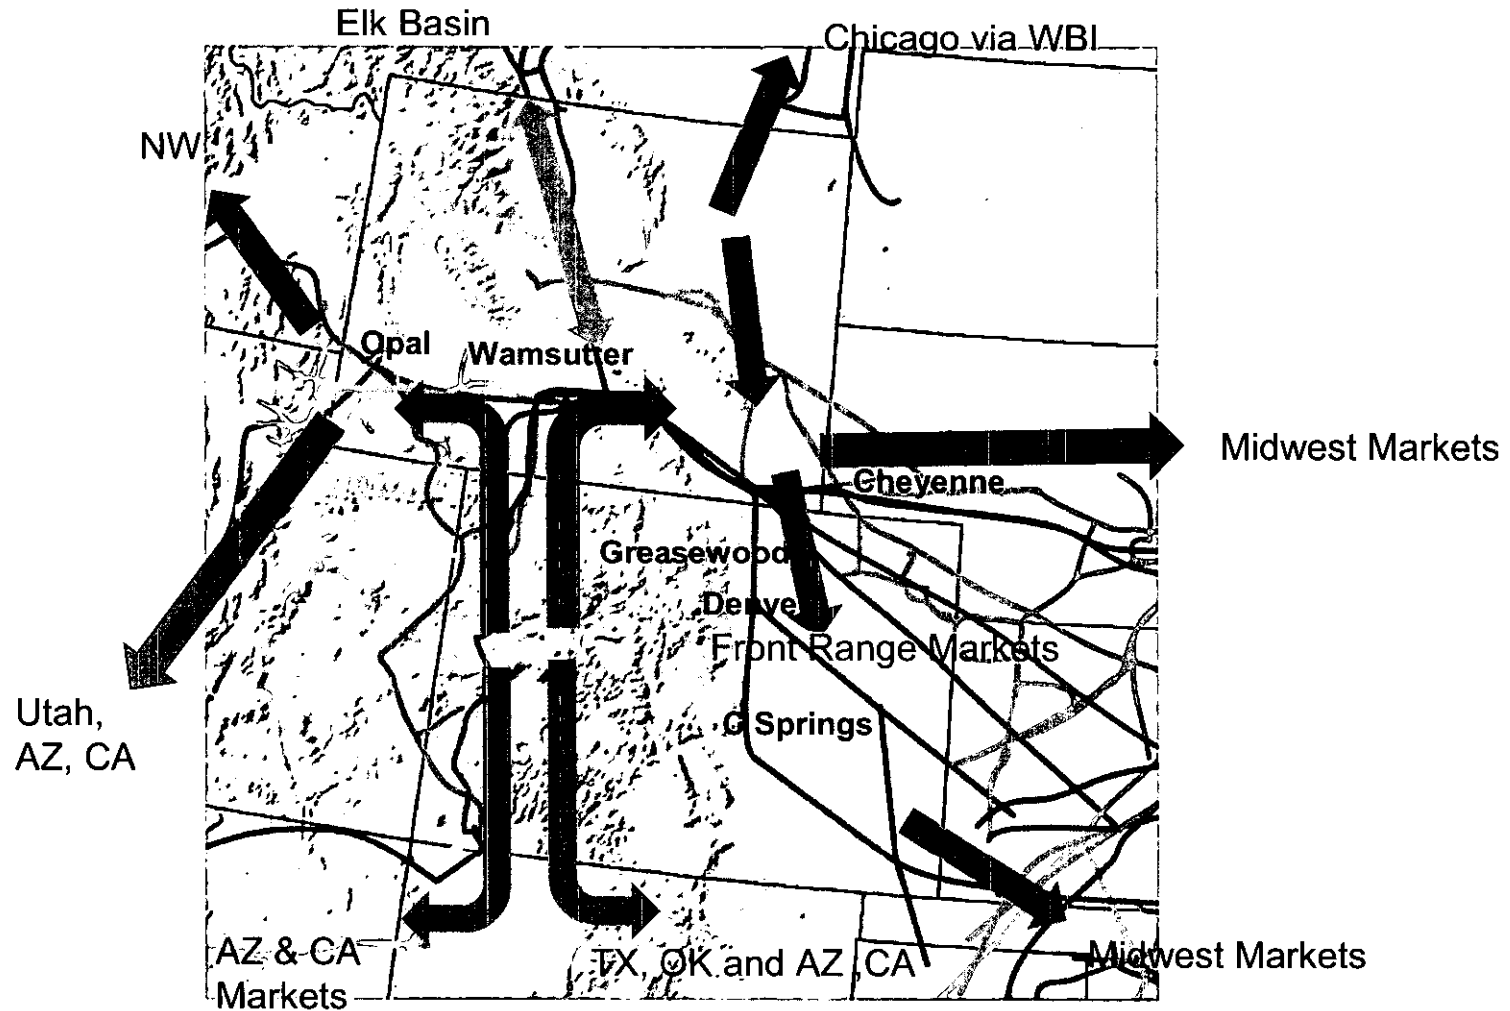 Elk Basin
Chicago via WBI
NW
Opal
Wamsutter
Midwest Markets
Cheyenne
Greasewood
Denve
Front Range Markets
Utah,
AZ, CA
C Springs
AZ & CA
Markets
TX, OK and AZ ,CA
Midwest Markets